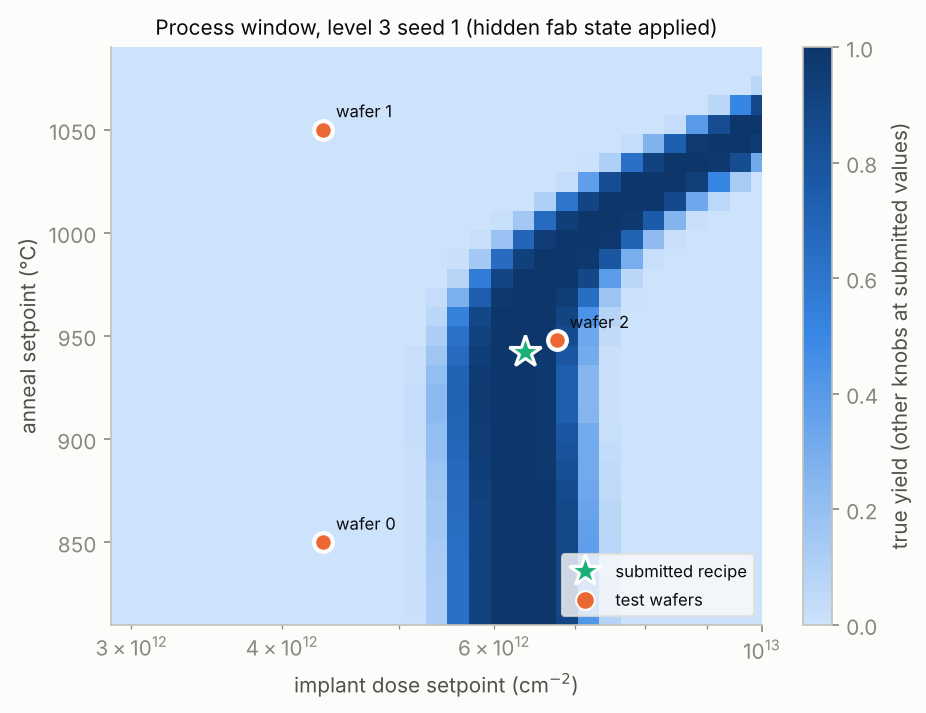 Process window, level 3 seed 1 (hidden fab state applied)
wafer 1
wafer 2
wafer 0
submitted recipe
test wafers
1050
1000
950
900
850
anneal setpoint (°C)
3 × 10¹² 4 × 10¹² 6 × 10¹² 10¹³
implant dose setpoint (cm⁻²)
1.0
0.8
0.6
0.4
0.2
0.0
true yield (other knobs at submitted values)